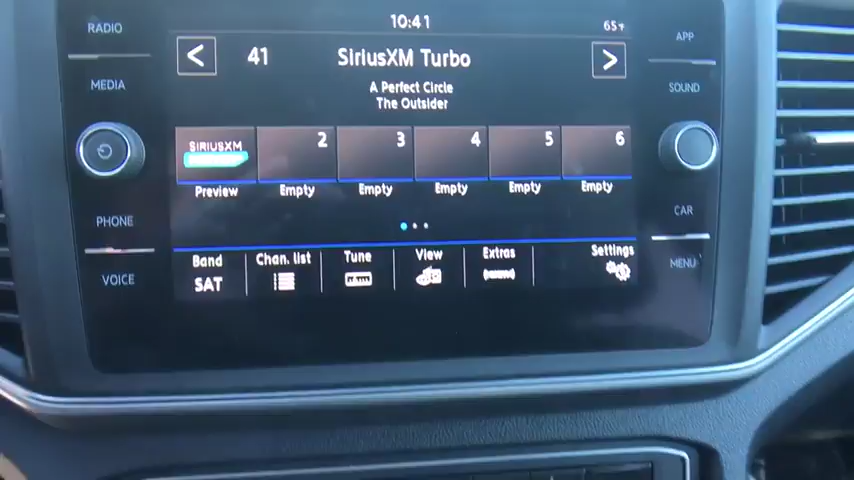 10:41
65+
RADIO
APP
< 41 SiriusXM Turbo >
A Perfect Circle
The Outsider
MEDIA
SOUND
SIRIUSXM 2 3 4 5 6
Preview Empty Empty Empty Empty Empty
PHONE
CAR
Band Chan. list Tune View Extras Settings
SAT
VOICE
MENU